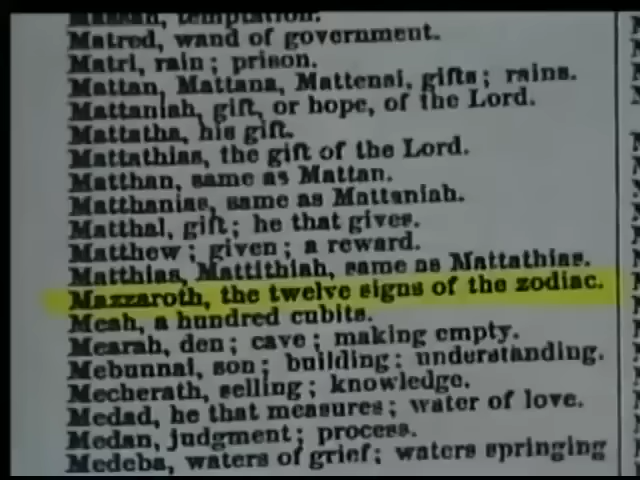 Massah, temptation.
Matred, wand of government.
Matri, rain; prison.
Mattan, Mattana, Mattenai, gifts; rains.
Mattaniah, gift, or hope, of the Lord.
Mattatha, his gift.
Mattathias, the gift of the Lord.
Matthan, same as Mattan.
Matthanias, same as Mattaniah.
Matthal, gift; he that gives.
Matthew; given; a reward.
Matthias, Mattithiah, same as Mattathias.
Mazzaroth, the twelve signs of the zodiac.
Meah, a hundred cubits.
Mearah, den; cave; making empty.
Mebunnai, son; building; understanding.
Mecherath, selling; knowledge.
Medad, he that measures; water of love.
Medan, judgment; process.
Medeba, waters of grief; waters springing